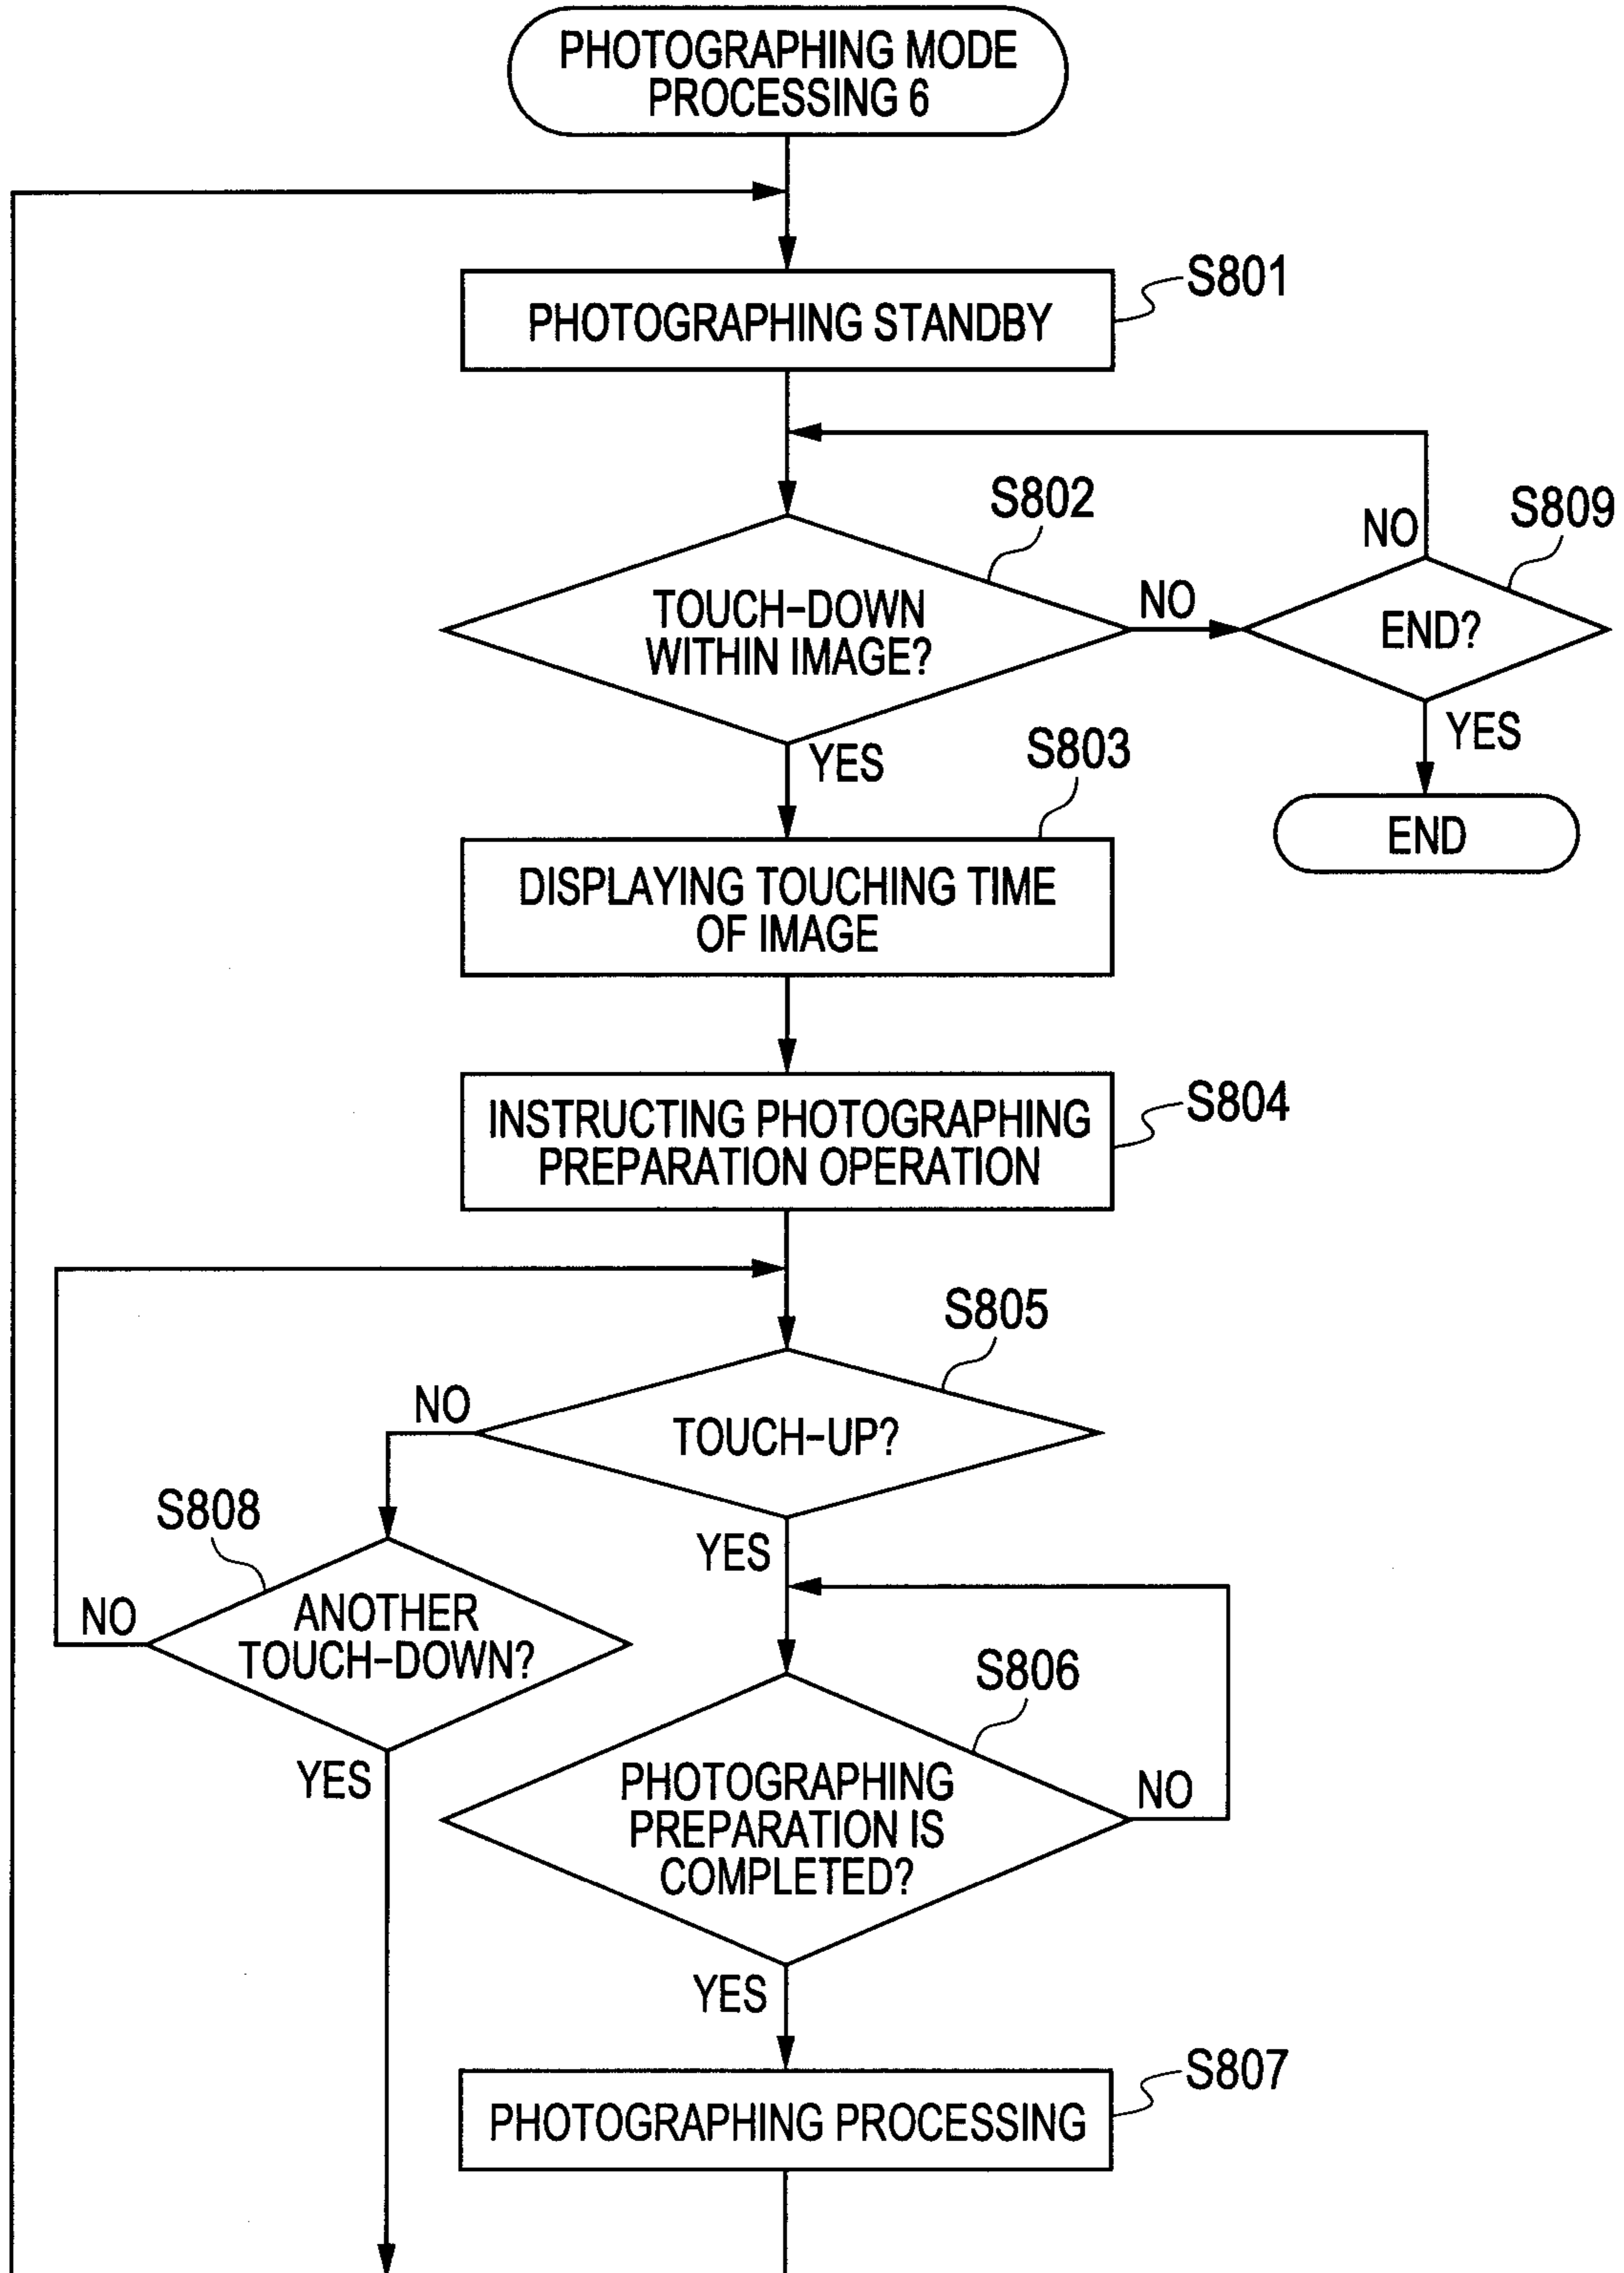 PHOTOGRAPHING MODE
PROCESSING 6
S801
PHOTOGRAPHING STANDBY
S802
S809
NO
NO
TOUCH-DOWN
WITHIN IMAGE?
END?
YES
YES
S803
END
DISPLAYING TOUCHING TIME
OF IMAGE
S804
INSTRUCTING PHOTOGRAPHING
PREPARATION OPERATION
S805
NO
TOUCH-UP?
S808
YES
NO
ANOTHER
TOUCH-DOWN?
S806
YES
PHOTOGRAPHING
PREPARATION IS
COMPLETED?
NO
YES
S807
PHOTOGRAPHING PROCESSING